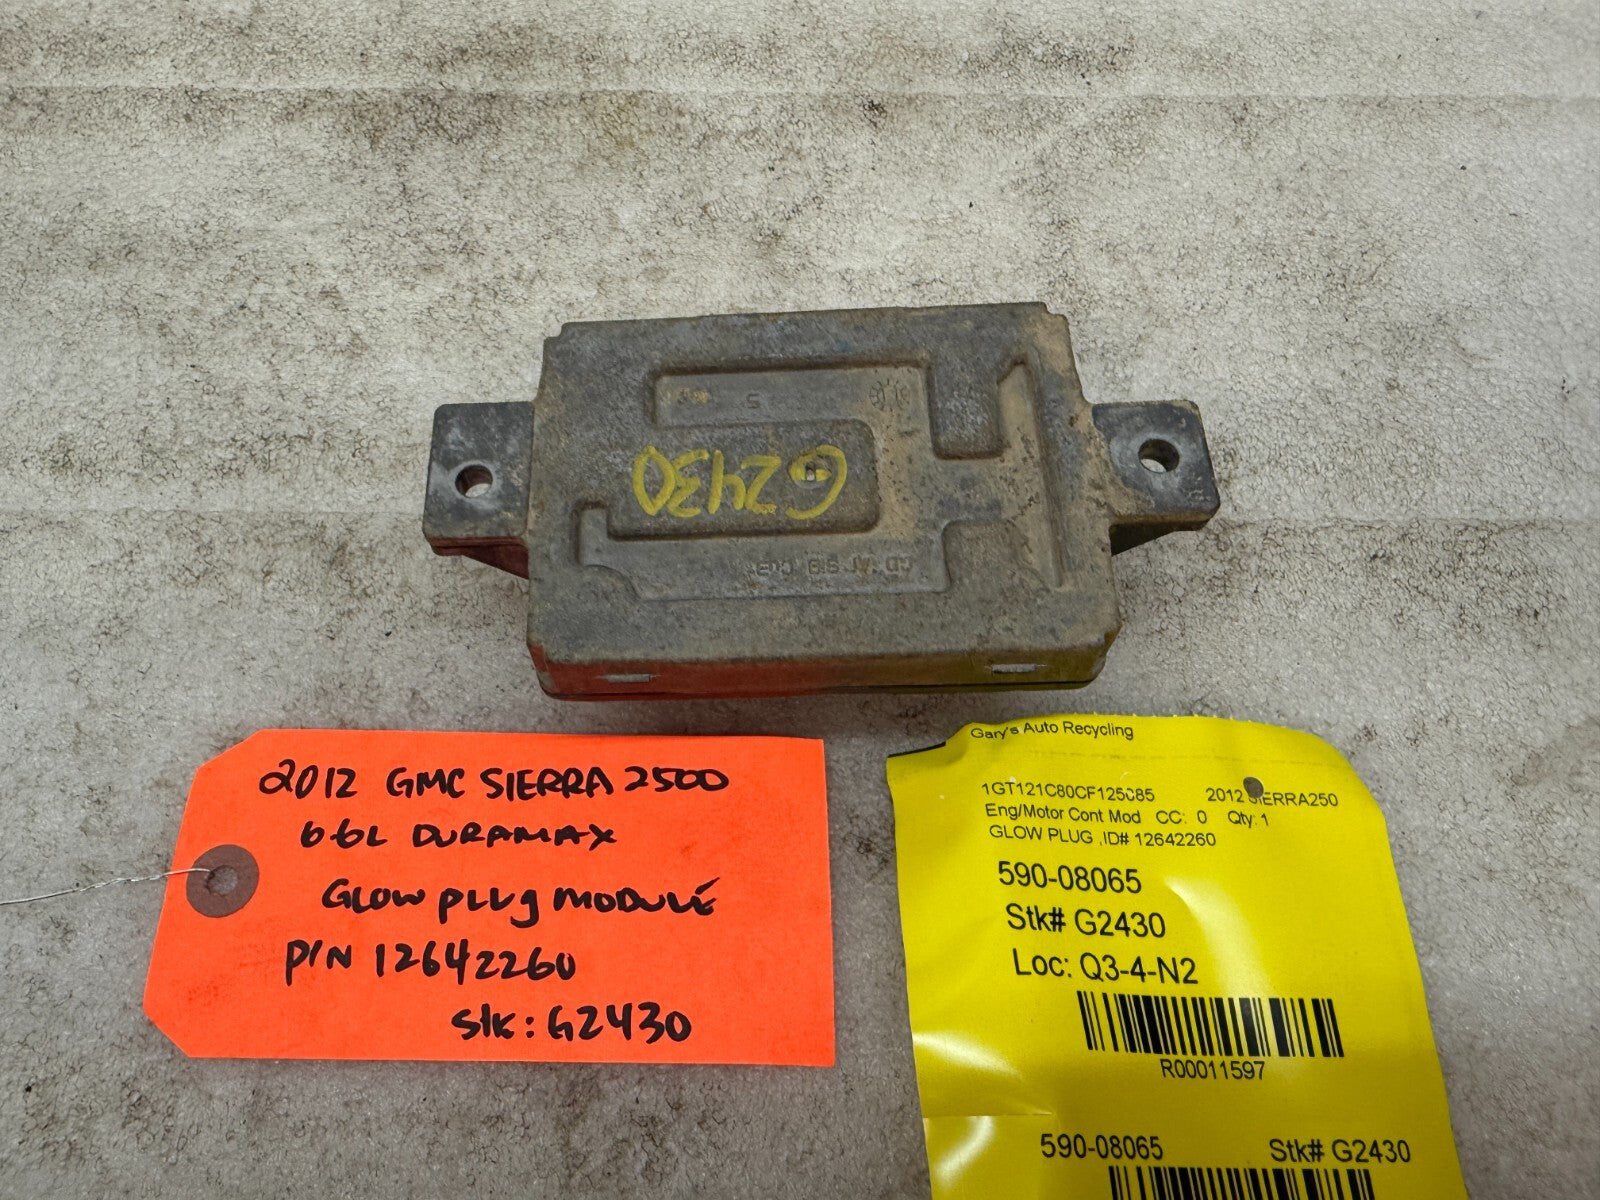 G2430
5
2012 GMC SIERRA 2500
6.6L DURAMAX
GLOW PLUG MODULE
P/N 12642260
Stk: G2430
Gary's Auto Recycling
2012 SIERRA250
Eng/Motor Cont Mod CC: 0 Qty: 1
GLOW PLUG ,ID# 12642260
590-08065
Stk# G2430
Loc: Q3-4-N2
R00011597
590-08065 Stk# G2430